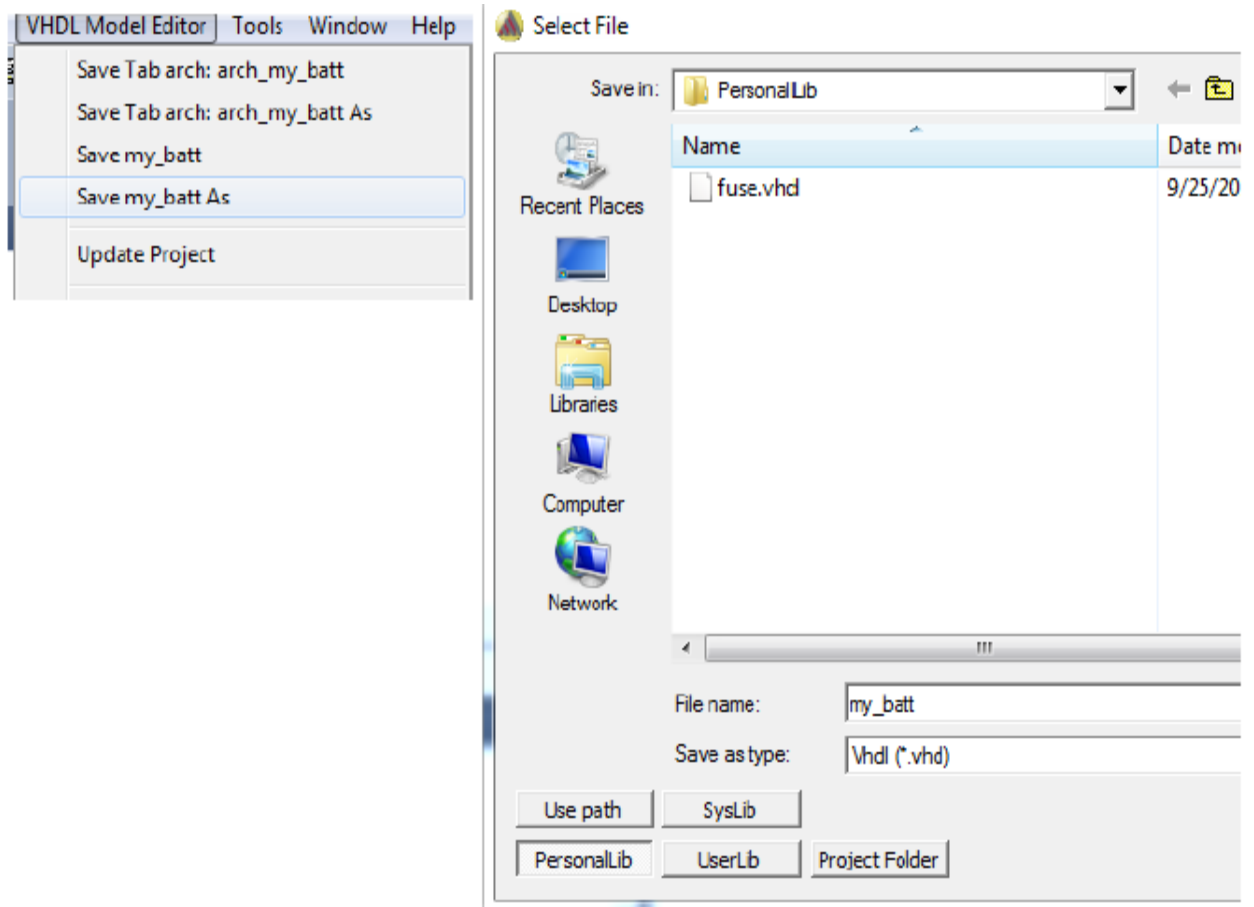 VHDL Model Editor Tools Window Help
Save Tab arch: arch_my_batt
Save Tab arch: arch_my_batt As
Save my_batt
Save my_batt As
Update Project
Select File
Save in: PersonalLib
Name Date
fuse.vhd 9/25/20
Recent Places
Desktop
Libraries
Computer
Network
File name: my_batt
Save as type: Vhdl (*.vhd)
Use path SysLib
PersonalLib UserLib Project Folder